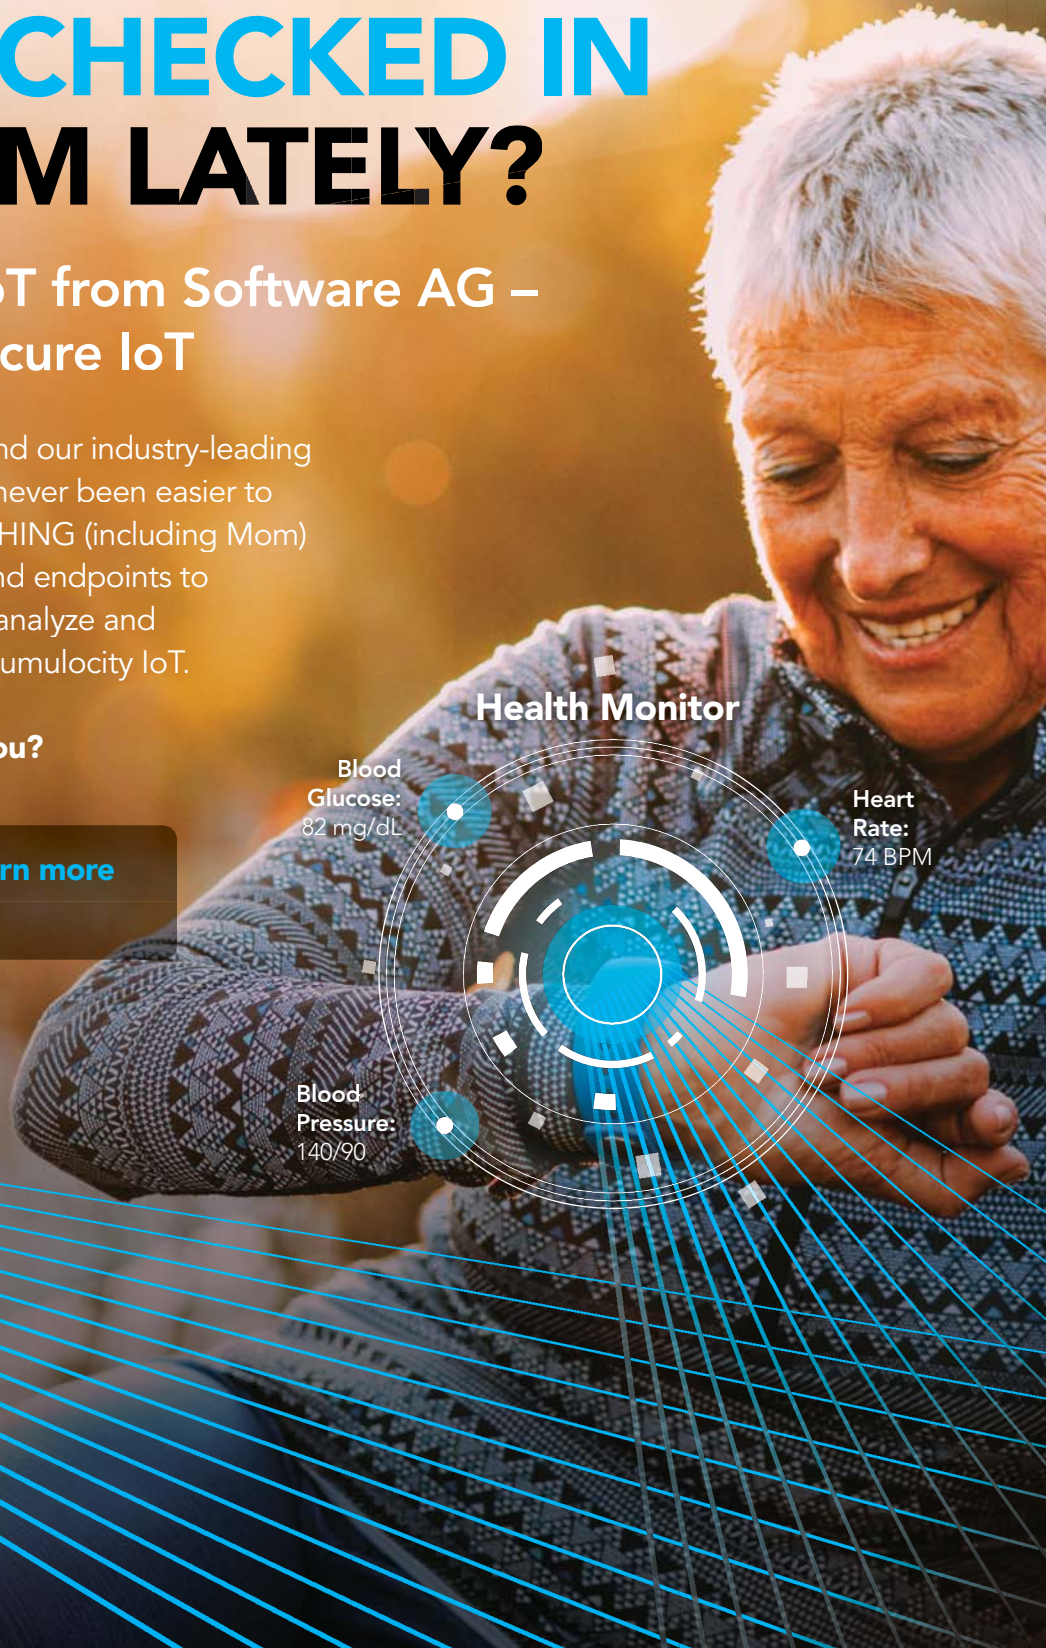 CHECKED IN
M LATELY?
oT from Software AG –
cure IoT
nd our industry-leading
never been easier to
HING (including Mom)
nd endpoints to
analyze and
umulocity IoT.
ou?
rn more
Health Monitor
Blood
Glucose:
82 mg/dL
Heart
Rate:
74 BPM
Blood
Pressure:
140/90